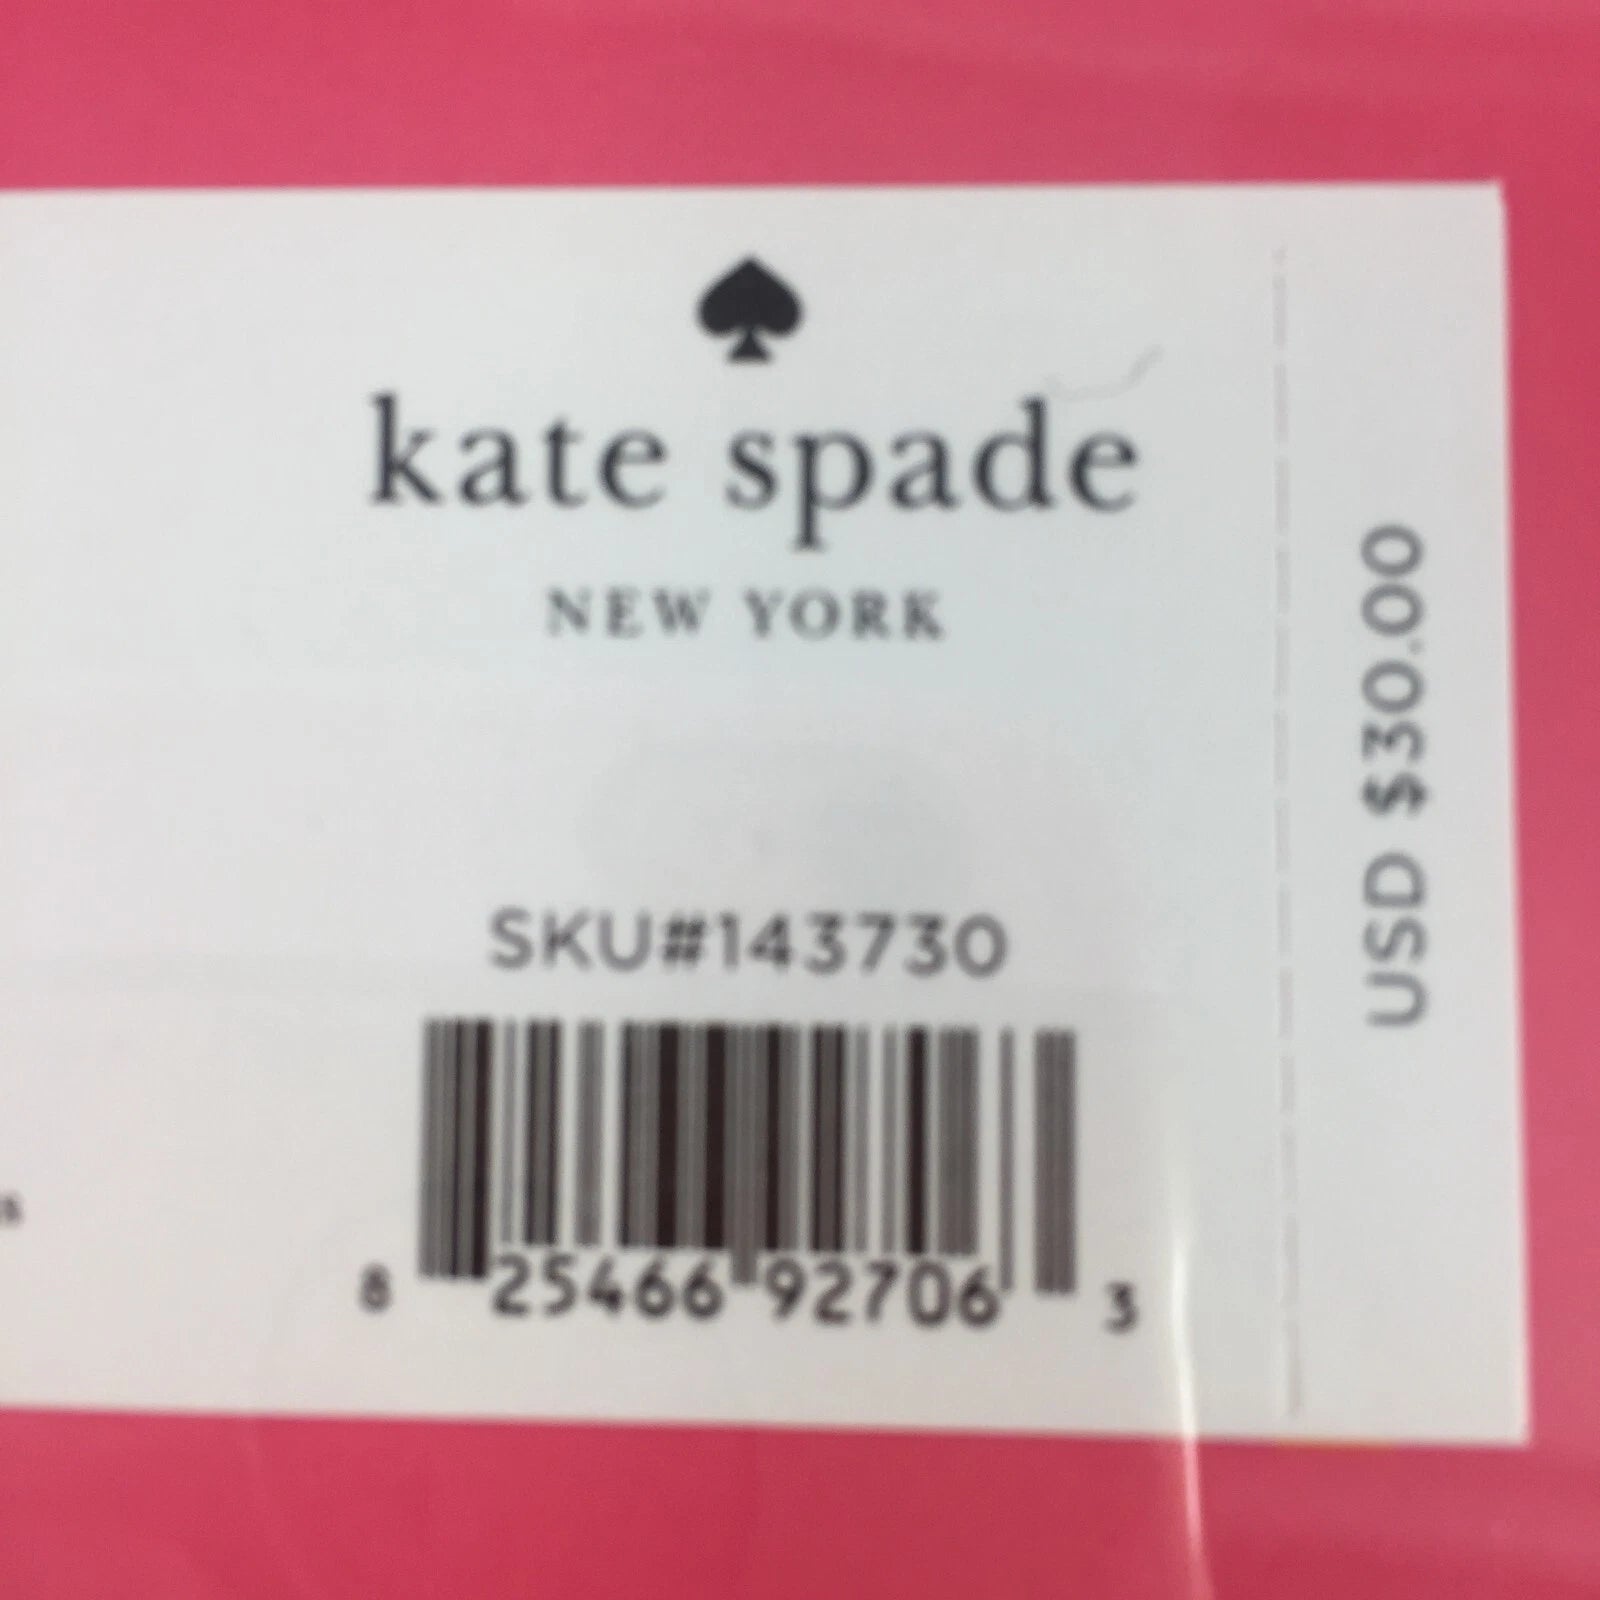 kate spade
NEW YORK
SKU#143730
8 25466 92706 3
USD $30.00